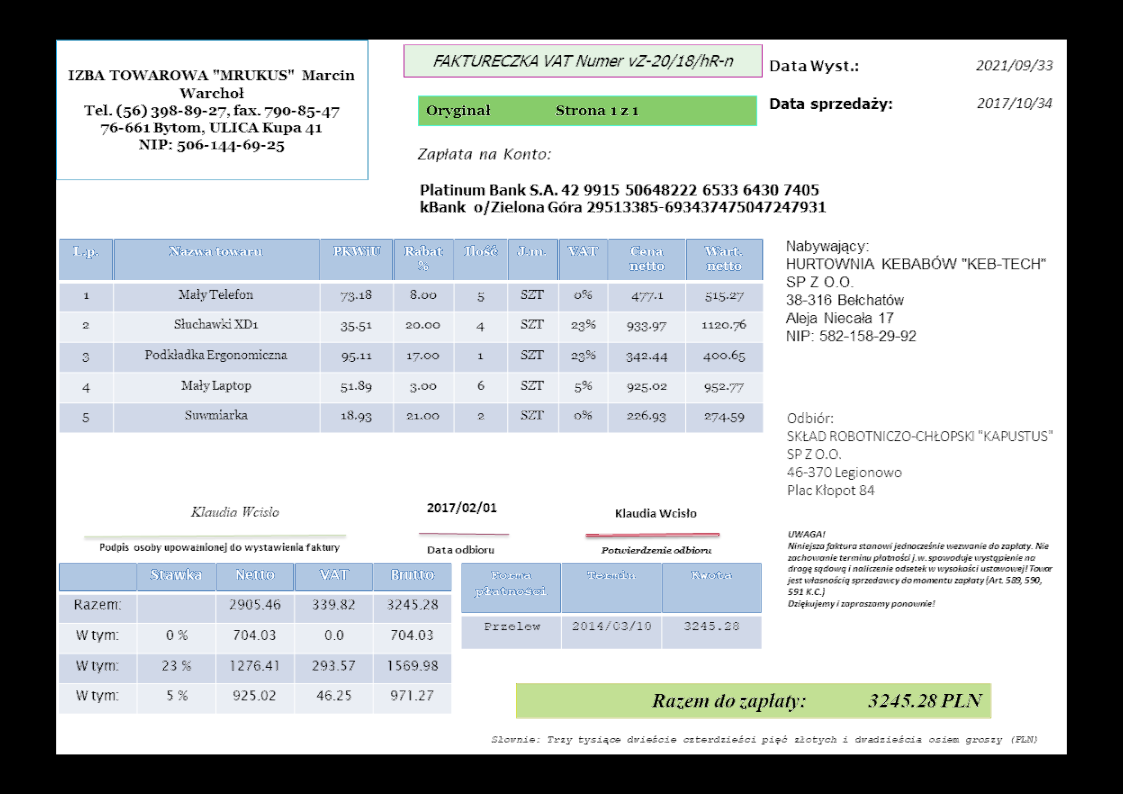 IZBA TOWAROWA "MRUKUS" Marcin
Warchoł
Tel. (56) 398-89-27, fax. 790-85-47
76-661 Bytom, ULICA Kupa 41
NIP: 506-144-69-25
FAKTURECZKA VAT Numer vZ-20/18/hR-n
Data Wyst.: 2021/09/33
Oryginał Strona 1 z 1
Data sprzedaży: 2017/10/34
Zapłata na Konto:
Platinum Bank S.A. 42 9915 50648222 6533 6430 7405
kBank o/Zielona Góra 29513385-693437475047247931
L.p. Nazwa towaru PKWiU Rabat % Ilość J.m. VAT Cena netto Wart. netto
1 Mały Telefon 73.18 8.00 5 SZT 0% 477.1 515.27
2 Słuchawki XD1 35.51 20.00 4 SZT 23% 933.97 1120.76
3 Podkładka Ergonomiczna 95.11 17.00 1 SZT 23% 342.44 400.65
4 Mały Laptop 51.89 3.00 6 SZT 5% 925.02 952.77
5 Suwmiarka 18.93 21.00 2 SZT 0% 226.93 274.59
Nabywający:
HURTOWNIA KEBABÓW "KEB-TECH"
SP Z O.O.
38-316 Bełchatów
Aleja Niecała 17
NIP: 582-158-29-92
Odbiór:
SKŁAD ROBOTNICZO-CHŁOPSKI "KAPUSTUS"
SP Z O.O.
46-370 Legionowo
Plac Kłopot 84
Klaudia Wcisło
Podpis osoby upoważnionej do wystawienia faktury
2017/02/01
Data odbioru
Klaudia Wcisło
Potwierdzenie odbioru
UWAGA!
Niniejsza faktura stanowi jednocześnie wezwanie do zapłaty. Nie
zachowanie terminu płatności j.w. spowoduje wystąpienie na
drogę sądową i naliczenie odsetek w wysokości ustawowej! Towar
jest własnością sprzedawcy do momentu zapłaty (Art. 589, 590,
591 K.C.)
Dziękujemy i zapraszamy ponownie!
Stawka Netto VAT Brutto
Razem: 2905.46 339.82 3245.28
W tym: 0 % 704.03 0.0 704.03
W tym: 23 % 1276.41 293.57 1569.98
W tym: 5 % 925.02 46.25 971.27
Forma płatności Termin Kwota
Przelew 2014/03/10 3245.28
Razem do zapłaty: 3245.28 PLN
Słownie: Trzy tysiące dwieście czterdzieści pięć złotych i dwadzieścia osiem groszy (PLN)